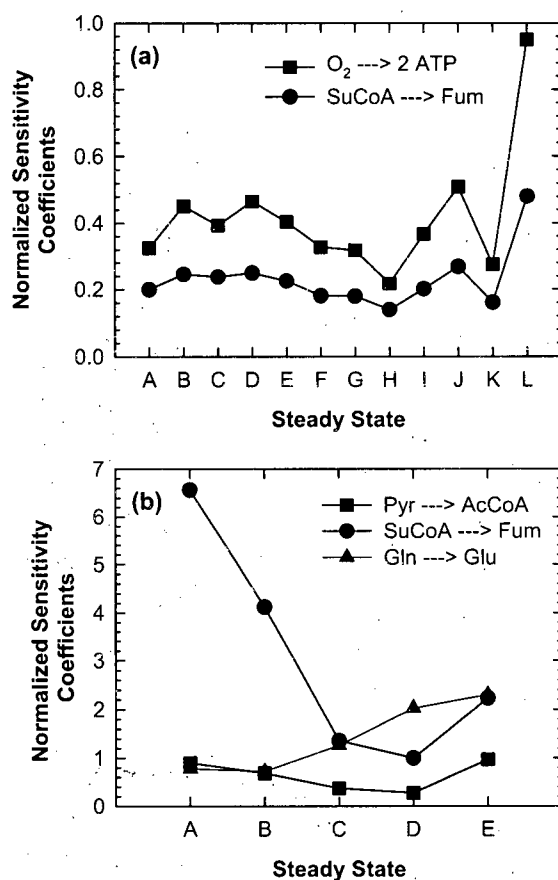 (a)
O₂ ---> 2 ATP
SuCoA ---> Fum
Normalized Sensitivity
Coefficients
1.0
0.8
0.6
0.4
0.2
0.0
A B C D E F G H I J K L
Steady State
(b)
Pyr ---> AcCoA
SuCoA ---> Fum
Gln ---> Glu
Normalized Sensitivity
Coefficients
7
6
5
4
3
2
1
0
A B C D E
Steady State